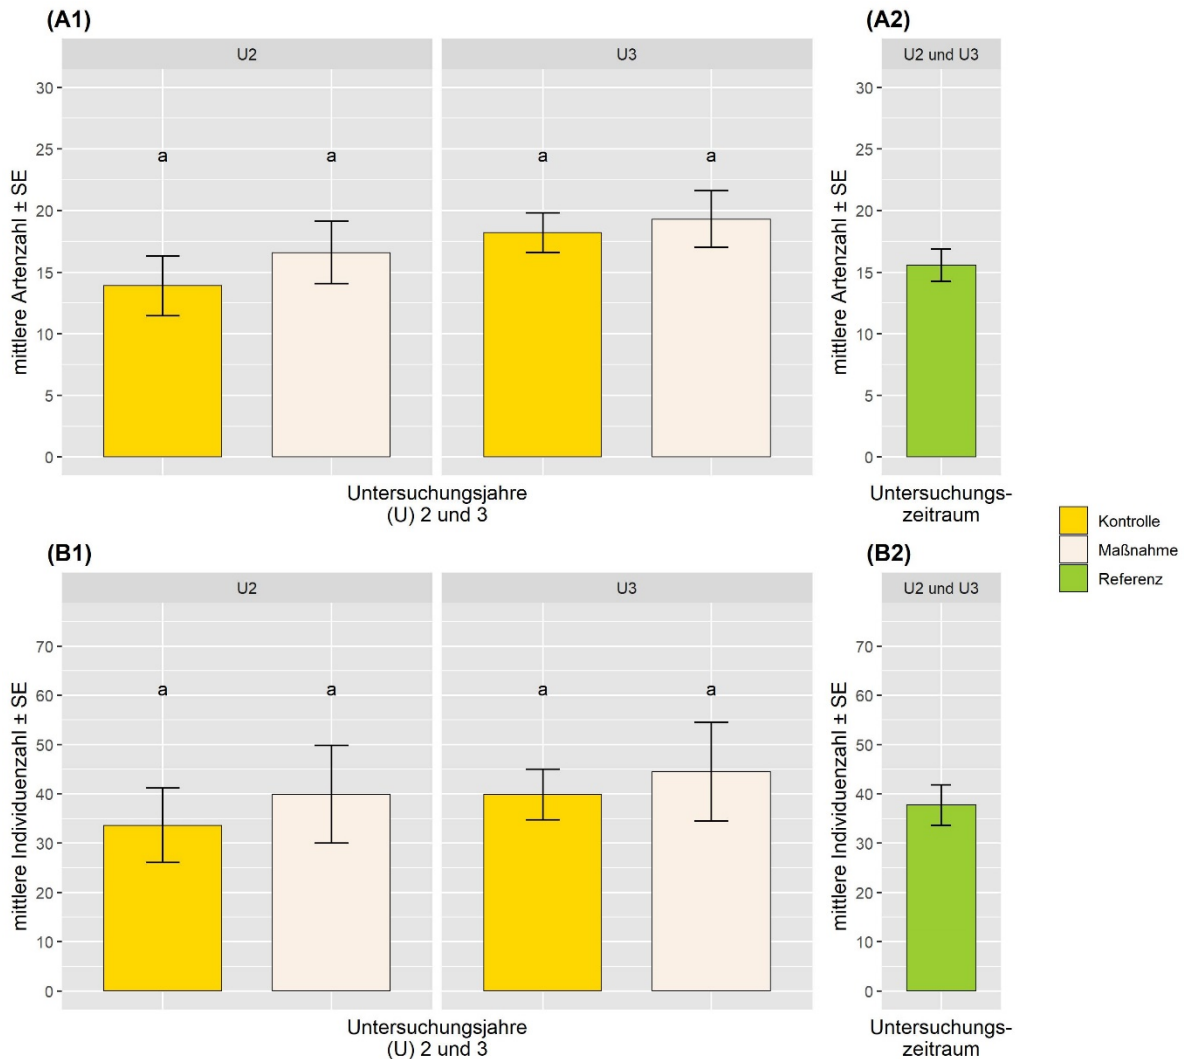 (A1)
(A2)
U2
U3
U2 und U3
mittlere Artenzahl ± SE
30
25
20
15
10
5
0
a
a
a
a
mittlere Artenzahl ± SE
30
25
20
15
10
5
0
Untersuchungsjahre
(U) 2 und 3
Untersuchungs-
zeitraum
Kontrolle
Maßnahme
Referenz
(B1)
(B2)
U2
U3
U2 und U3
mittlere Individuenzahl ± SE
70
60
50
40
30
20
10
0
a
a
a
a
mittlere Individuenzahl ± SE
70
60
50
40
30
20
10
0
Untersuchungsjahre
(U) 2 und 3
Untersuchungs-
zeitraum